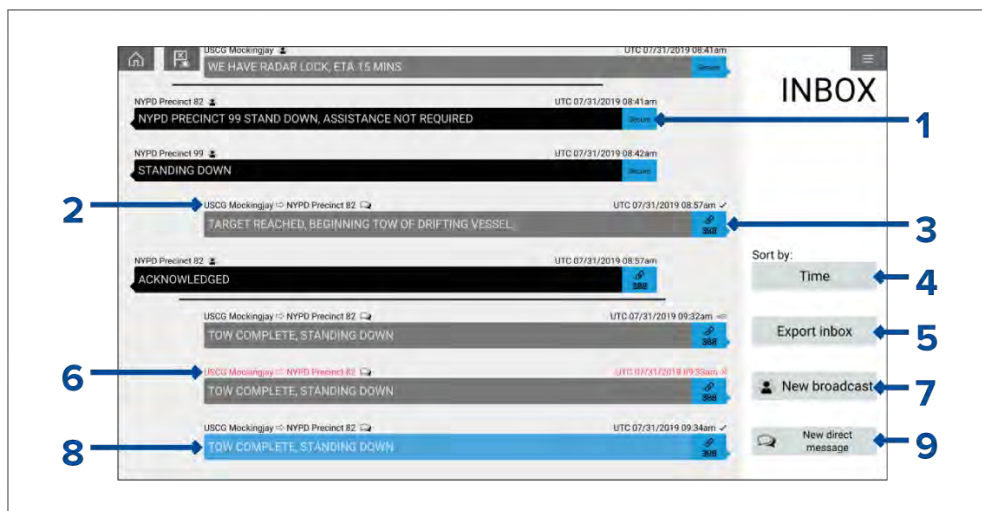 USCG Mockingjay UTC 07/31/2019 08:41am
WE HAVE RADAR LOCK, ETA 15 MINS Secure
INBOX
NYPD Precinct 82 UTC 07/31/2019 08:41am
NYPD PRECINCT 99 STAND DOWN, ASSISTANCE NOT REQUIRED Secure
1
NYPD Precinct 99 UTC 07/31/2019 08:42am
STANDING DOWN Secure
2
USCG Mockingjay ⇨ NYPD Precinct 82 UTC 07/31/2019 08:57am ✓
TARGET REACHED, BEGINNING TOW OF DRIFTING VESSEL.
3
NYPD Precinct 82 UTC 07/31/2019 08:57am
ACKNOWLEDGED
Sort by:
Time
4
USCG Mockingjay ⇨ NYPD Precinct 82 UTC 07/31/2019 09:32am
TOW COMPLETE, STANDING DOWN
Export inbox
5
6
USCG Mockingjay ⇨ NYPD Precinct 82 UTC 07/31/2019 09:33am
TOW COMPLETE, STANDING DOWN
New broadcast
7
USCG Mockingjay ⇨ NYPD Precinct 82 UTC 07/31/2019 09:34am ✓
8
TOW COMPLETE, STANDING DOWN
New direct
message
9